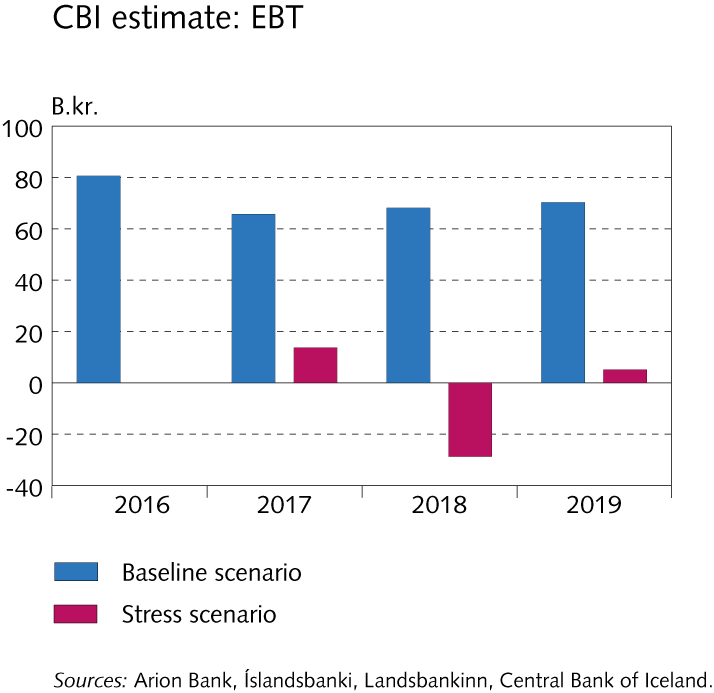 CBI estimate: EBT
B.kr.
100
80
60
40
20
0
-20
-40
2016 2017 2018 2019
Baseline scenario
Stress scenario
Sources: Arion Bank, Íslandsbanki, Landsbankinn, Central Bank of Iceland.